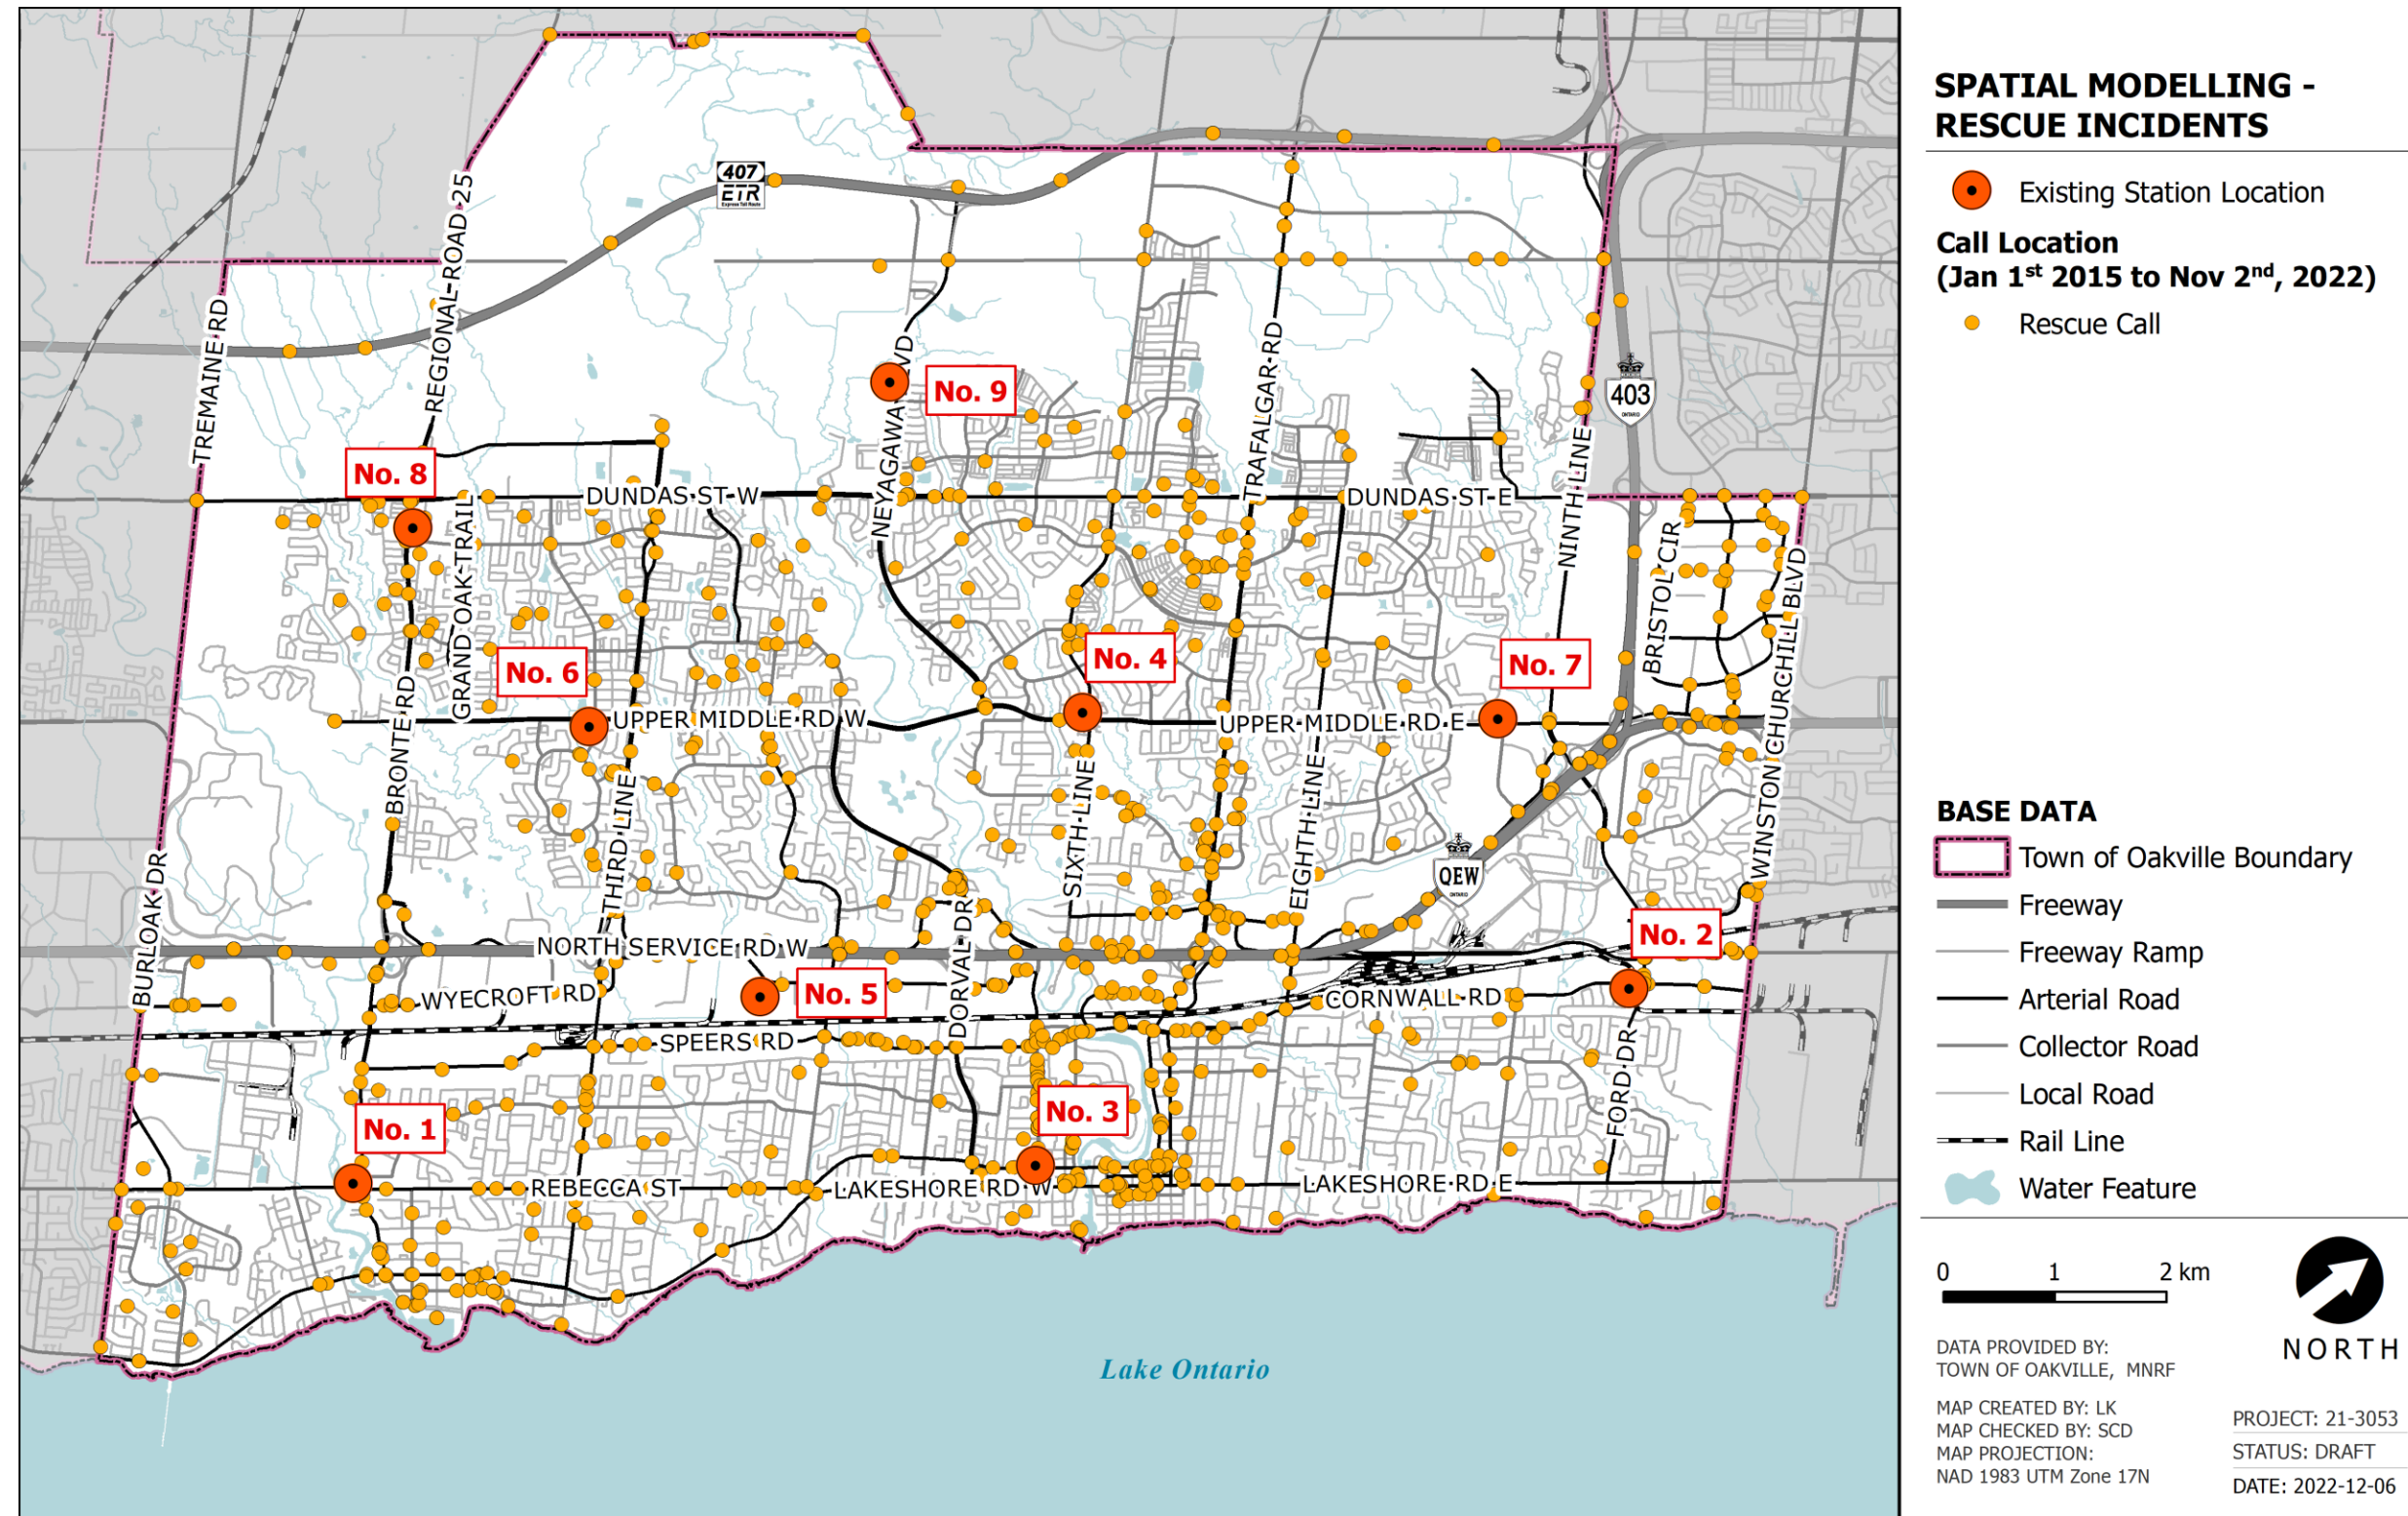 SPATIAL MODELLING -
RESCUE INCIDENTS
Existing Station Location
Call Location
(Jan 1st 2015 to Nov 2nd, 2022)
Rescue Call
BASE DATA
Town of Oakville Boundary
Freeway
Freeway Ramp
Arterial Road
Collector Road
Local Road
Rail Line
Water Feature
0 1 2 km
NORTH
DATA PROVIDED BY:
TOWN OF OAKVILLE, MNRF
MAP CREATED BY: LK
MAP CHECKED BY: SCD
MAP PROJECTION:
NAD 1983 UTM Zone 17N
PROJECT: 21-3053
STATUS: DRAFT
DATE: 2022-12-06
407
ETR
Express Toll Route
REGIONAL ROAD 25
TREMAINE RD
403
ONTARIO
No. 9
TRAFALGAR RD
No. 8
DUNDAS ST W
DUNDAS ST E
NINTH LINE
GRAND OAK TRAIL
BRISTOL CIR
No. 6
No. 4
No. 7
UPPER MIDDLE RD W
UPPER MIDDLE RD E
BRONTE RD
THIRD LINE
SIXTH LINE
EIGHTH LINE
WINSTON CHURCHILL BLVD
QEW
ONTARIO
BURLOAK DR
NORTH SERVICE RD W
DORVAL DR
No. 2
WYECROFT RD
No. 5
CORNWALL RD
SPEERS RD
FORD DR
No. 1
No. 3
REBECCA ST
LAKESHORE RD W
LAKESHORE RD E
Lake Ontario